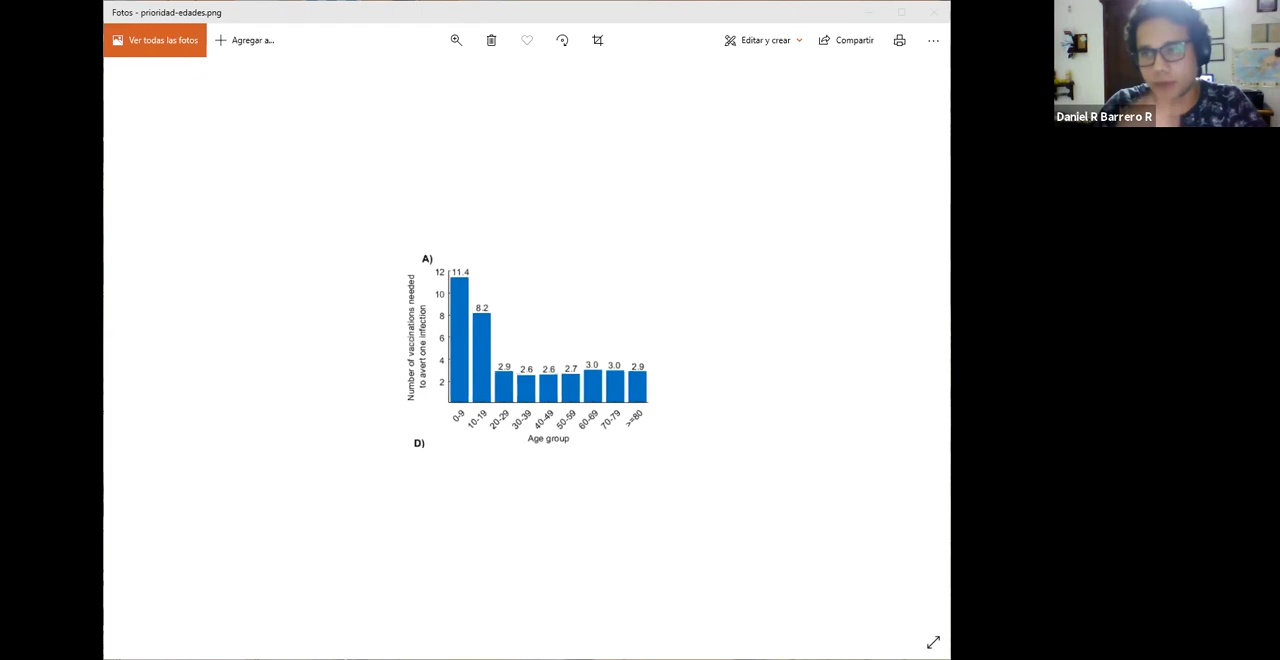 Fotos - prioridad-edades.png
Ver todas las fotos
Agregar a...
Editar y crear
Compartir
Daniel R Barrero R
A)
Number of vaccinations needed
to avert one infection
12
10
8
6
4
2
11.4
8.2
2.9
2.6
2.6
2.7
3.0
3.0
2.9
0-9
10-19
20-29
30-39
40-49
50-59
60-69
70-79
>=80
Age group
D)